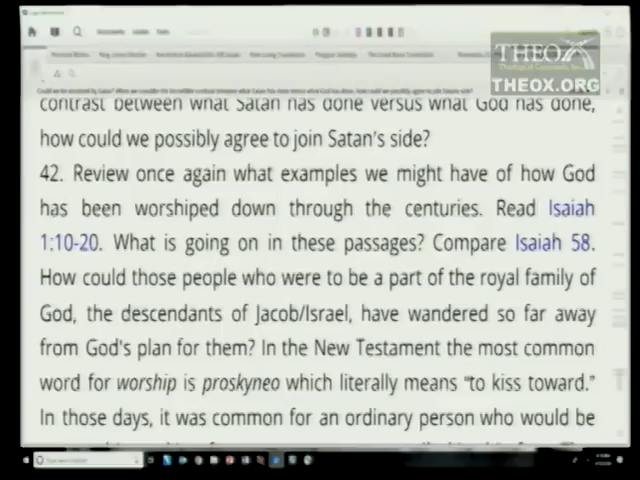 THEOX
THEOX.ORG
contrast between what Satan has done versus what God has done,
how could we possibly agree to join Satan's side?
42. Review once again what examples we might have of how God
has been worshiped down through the centuries. Read Isaiah
1:10-20. What is going on in these passages? Compare Isaiah 58.
How could those people who were to be a part of the royal family of
God, the descendants of Jacob/Israel, have wandered so far away
from God's plan for them? In the New Testament the most common
word for worship is proskyneo which literally means "to kiss toward."
In those days, it was common for an ordinary person who would be